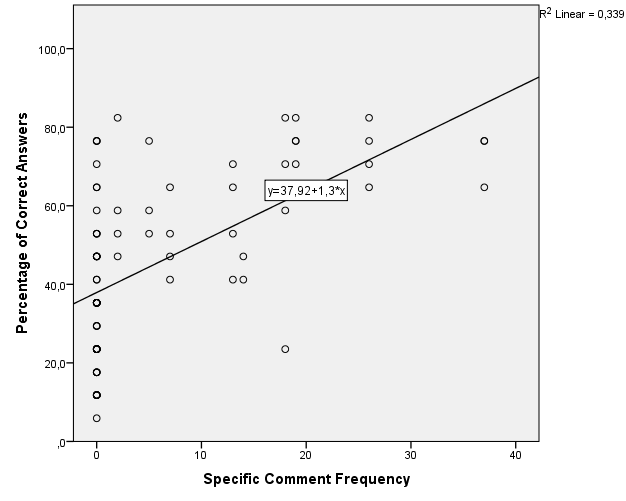 R² Linear = 0,339
Percentage of Correct Answers
100,0
80,0
60,0
40,0
20,0
,0
y=37,92+1,3*x
0 10 20 30 40
Specific Comment Frequency